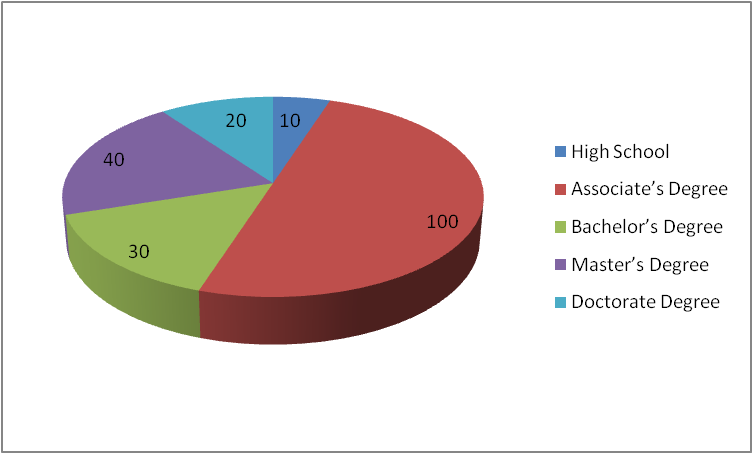 20
10
40
100
30
High School
Associate’s Degree
Bachelor’s Degree
Master’s Degree
Doctorate Degree